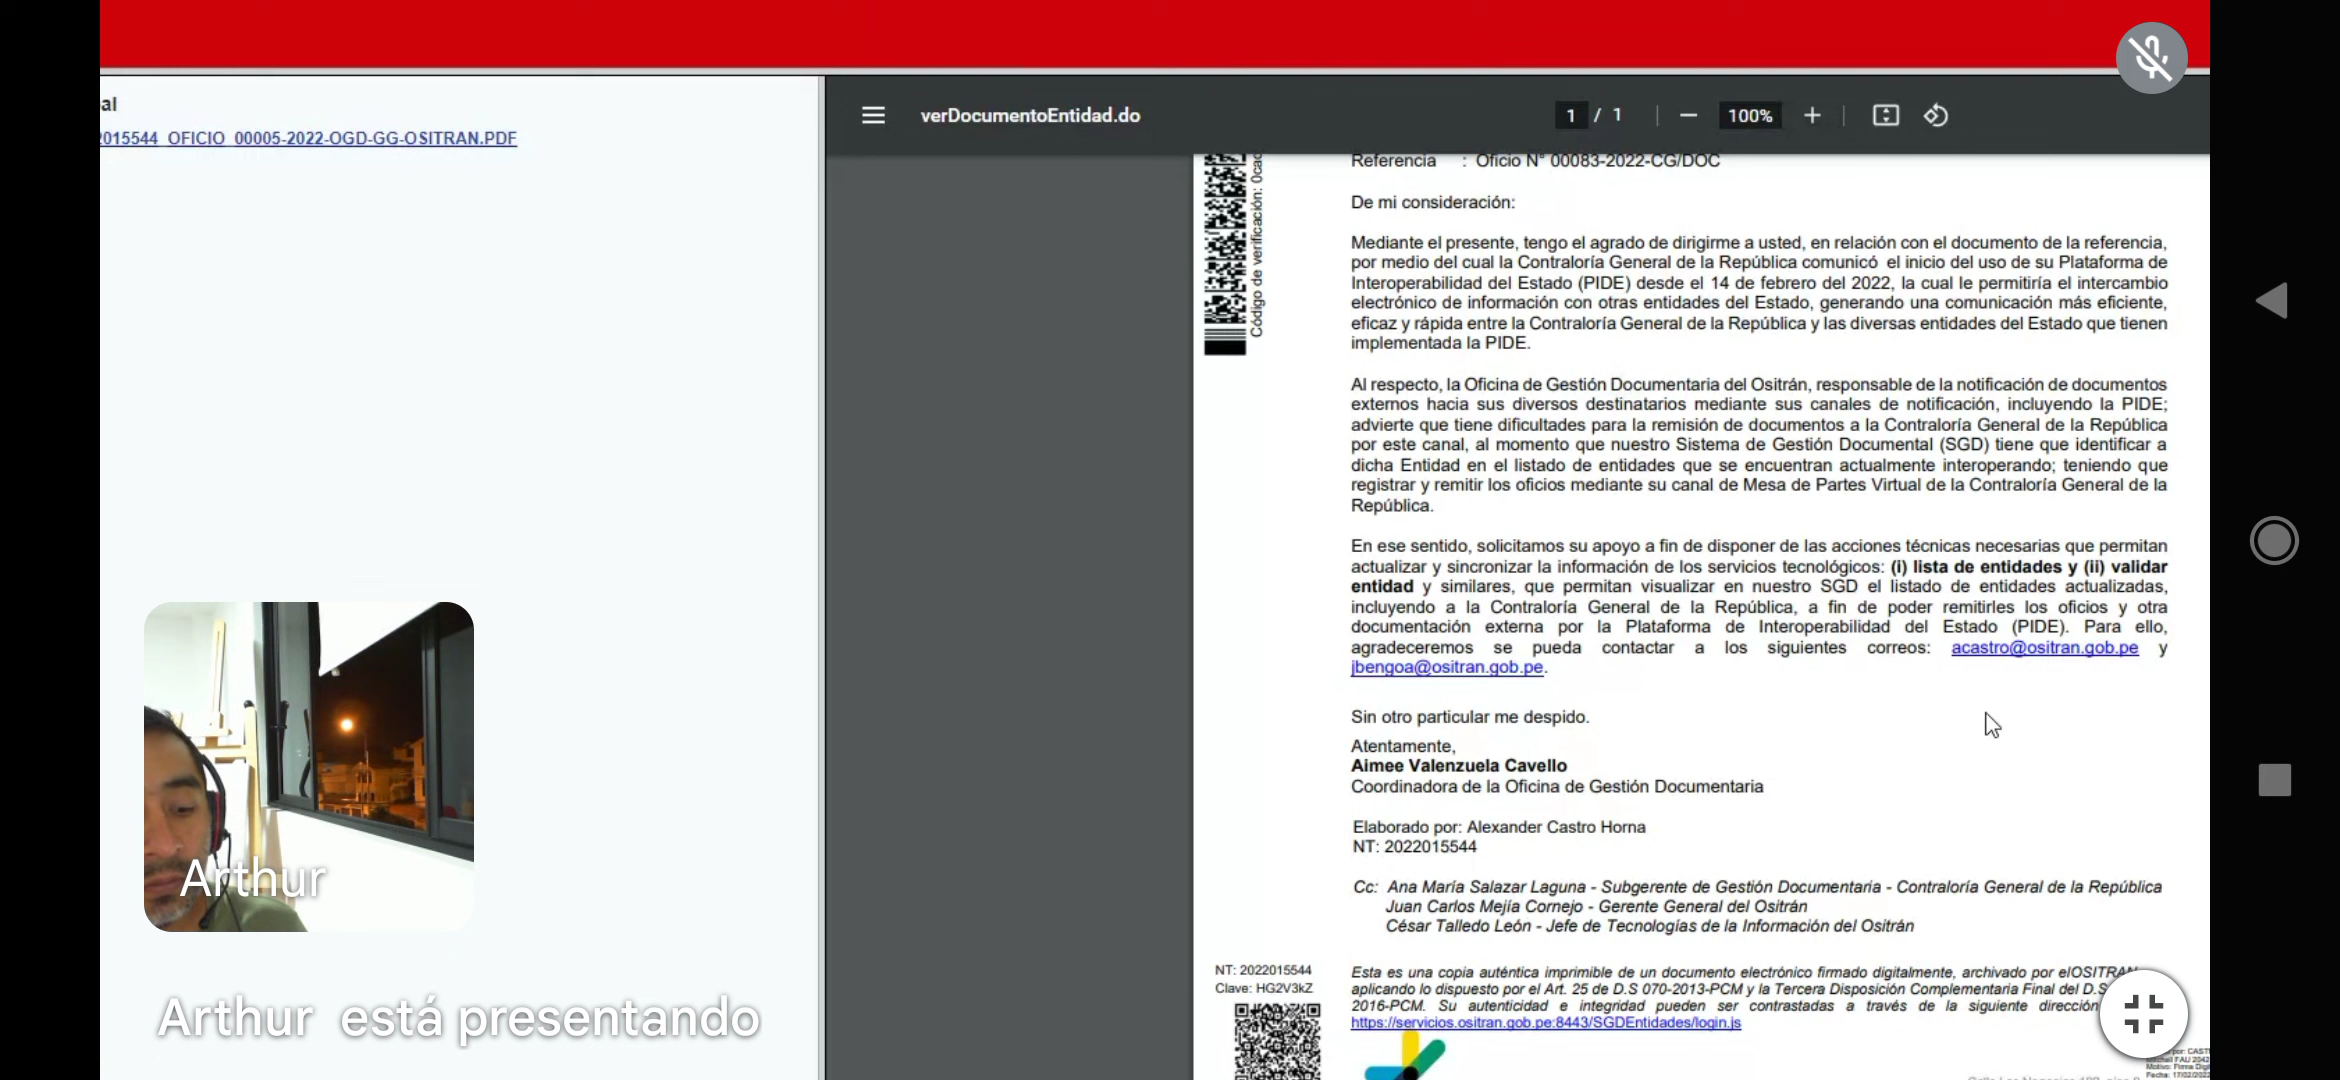 al
2015544_OFICIO_00005-2022-OGD-GG-OSITRAN.PDF
verDocumentoEntidad.do
1 / 1
100%
Código de verificación: 0cac
Referencia : Oficio N° 00083-2022-CG/DOC
De mi consideración:
Mediante el presente, tengo el agrado de dirigirme a usted, en relación con el documento de la referencia,
por medio del cual la Contraloría General de la República comunicó el inicio del uso de su Plataforma de
Interoperabilidad del Estado (PIDE) desde el 14 de febrero del 2022, la cual le permitiría el intercambio
electrónico de información con otras entidades del Estado, generando una comunicación más eficiente,
eficaz y rápida entre la Contraloría General de la República y las diversas entidades del Estado que tienen
implementada la PIDE.
Al respecto, la Oficina de Gestión Documentaria del Ositrán, responsable de la notificación de documentos
externos hacia sus diversos destinatarios mediante sus canales de notificación, incluyendo la PIDE;
advierte que tiene dificultades para la remisión de documentos a la Contraloría General de la República
por este canal, al momento que nuestro Sistema de Gestión Documental (SGD) tiene que identificar a
dicha Entidad en el listado de entidades que se encuentran actualmente interoperando; teniendo que
registrar y remitir los oficios mediante su canal de Mesa de Partes Virtual de la Contraloría General de la
República.
En ese sentido, solicitamos su apoyo a fin de disponer de las acciones técnicas necesarias que permitan
actualizar y sincronizar la información de los servicios tecnológicos: (i) lista de entidades y (ii) validar
entidad y similares, que permitan visualizar en nuestro SGD el listado de entidades actualizadas,
incluyendo a la Contraloría General de la República, a fin de poder remitirles los oficios y otra
documentación externa por la Plataforma de Interoperabilidad del Estado (PIDE). Para ello,
agradeceremos se pueda contactar a los siguientes correos: acastro@ositran.gob.pe y
jbengoa@ositran.gob.pe.
Sin otro particular me despido.
Atentamente,
Aimee Valenzuela Cavello
Coordinadora de la Oficina de Gestión Documentaria
Elaborado por: Alexander Castro Horna
NT: 2022015544
Cc: Ana María Salazar Laguna - Subgerente de Gestión Documentaria - Contraloría General de la República
Juan Carlos Mejía Cornejo - Gerente General del Ositrán
César Talledo León - Jefe de Tecnologías de la Información del Ositrán
NT: 2022015544
Clave: HG2V3kZ
Esta es una copia auténtica imprimible de un documento electrónico firmado digitalmente, archivado por elOSITRAN
aplicando lo dispuesto por el Art. 25 de D.S 070-2013-PCM y la Tercera Disposición Complementaria Final del D.S
2016-PCM. Su autenticidad e integridad pueden ser contrastadas a través de la siguiente dirección
https://servicios.ositran.gob.pe:8443/SGDEntidades/login.js
por: CAST
FAU 2042
Motivo: Firma Digi
Fecha: 17/02/2022
Arthur
Arthur está presentando